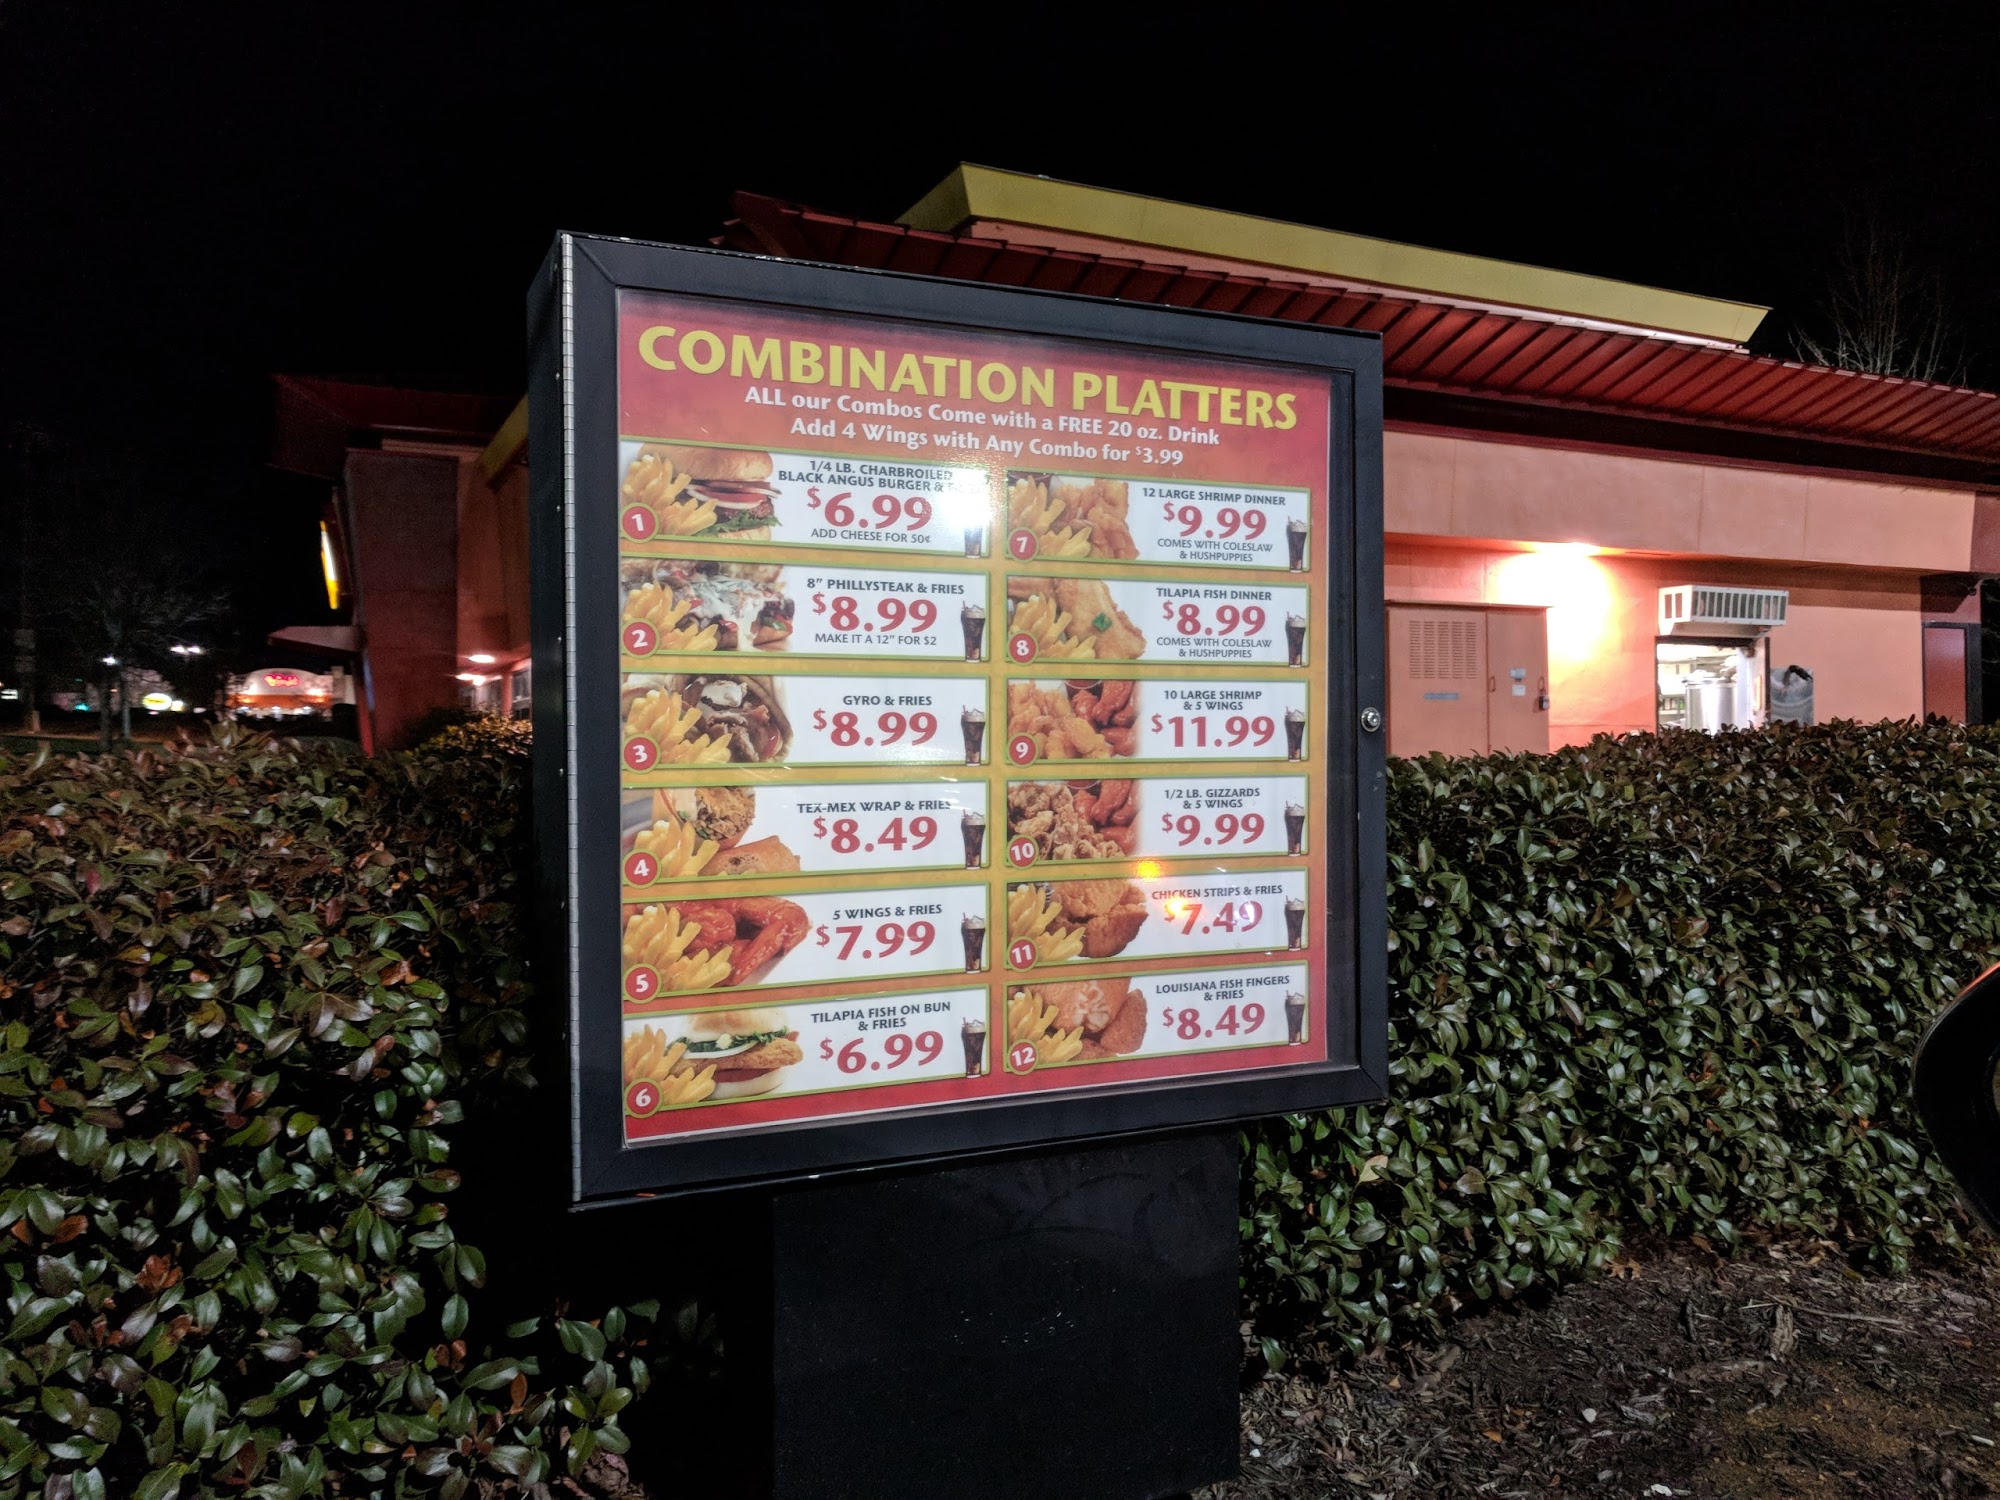 COMBINATION PLATTERS
ALL our Combos Come with a FREE 20 oz. Drink
Add 4 Wings with Any Combo for $3.99
1
1/4 LB. CHARBROILED
BLACK ANGUS BURGER &
$6.99
ADD CHEESE FOR 50¢
2
8" PHILLYSTEAK & FRIES
$8.99
MAKE IT A 12" FOR $2
3
GYRO & FRIES
$8.99
4
TEX-MEX WRAP & FRIES
$8.49
5
5 WINGS & FRIES
$7.99
6
TILAPIA FISH ON BUN
& FRIES
$6.99
7
12 LARGE SHRIMP DINNER
$9.99
COMES WITH COLESLAW
& HUSHPUPPIES
8
TILAPIA FISH DINNER
$8.99
COMES WITH COLESLAW
& HUSHPUPPIES
9
10 LARGE SHRIMP
& 5 WINGS
$11.99
10
1/2 LB. GIZZARDS
& 5 WINGS
$9.99
11
CHICKEN STRIPS & FRIES
$7.49
12
LOUISIANA FISH FINGERS
& FRIES
$8.49